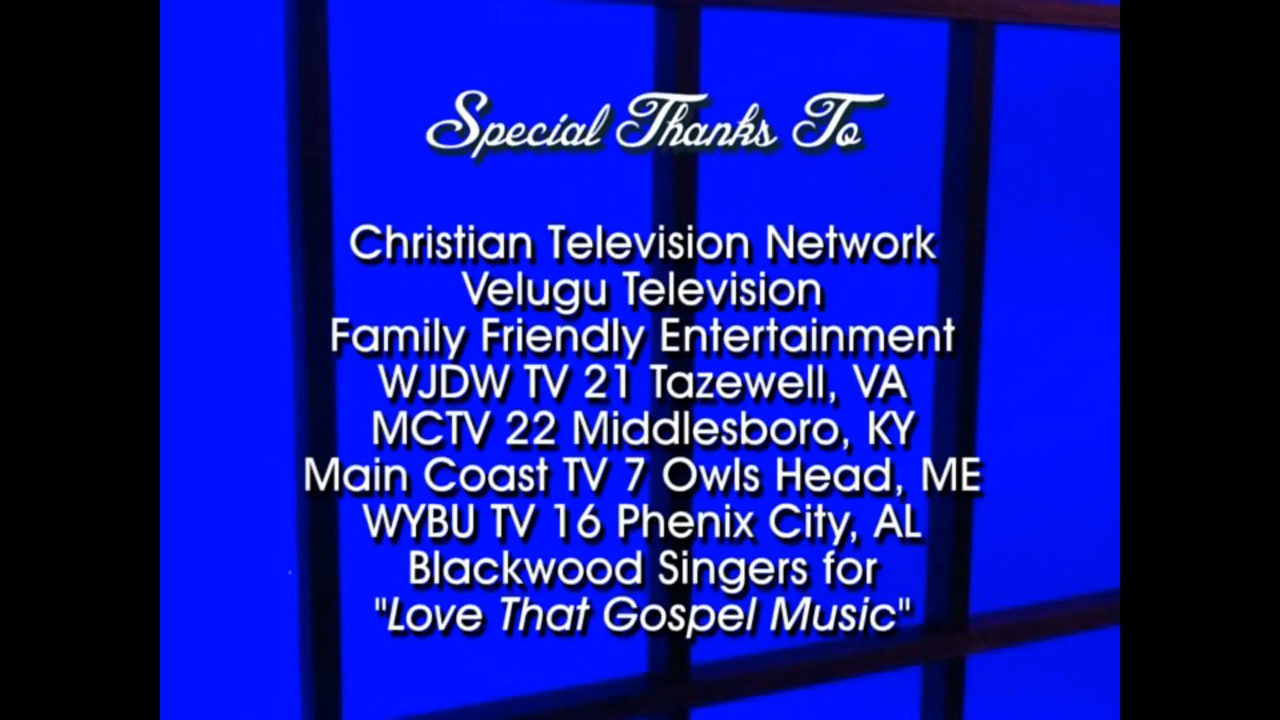 Special Thanks To
Christian Television Network
Velugu Television
Family Friendly Entertainment
WJDW TV 21 Tazewell, VA
MCTV 22 Middlesboro, KY
Main Coast TV 7 Owls Head, ME
WYBU TV 16 Phenix City, AL
Blackwood Singers for
"Love That Gospel Music"